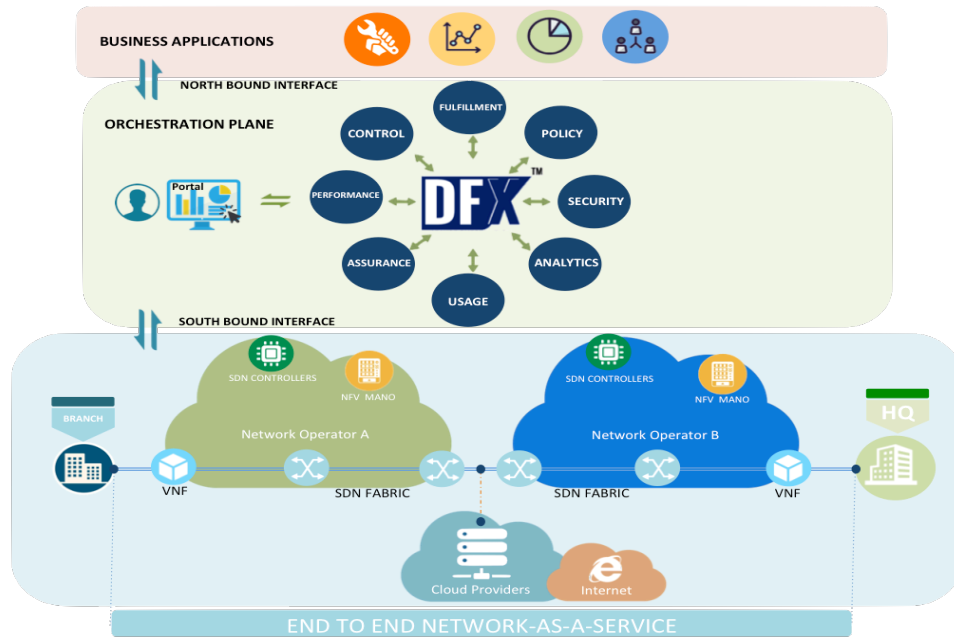 BUSINESS APPLICATIONS
NORTH BOUND INTERFACE
ORCHESTRATION PLANE
FULFILLMENT
CONTROL
POLICY
Portal
PERFORMANCE
DFX™
SECURITY
ASSURANCE
ANALYTICS
USAGE
SOUTH BOUND INTERFACE
SDN CONTROLLERS
NFV MANO
SDN CONTROLLERS
NFV MANO
BRANCH
HQ
Network Operator A
Network Operator B
VNF
SDN FABRIC
SDN FABRIC
VNF
Cloud Providers
Internet
END TO END NETWORK-AS-A-SERVICE